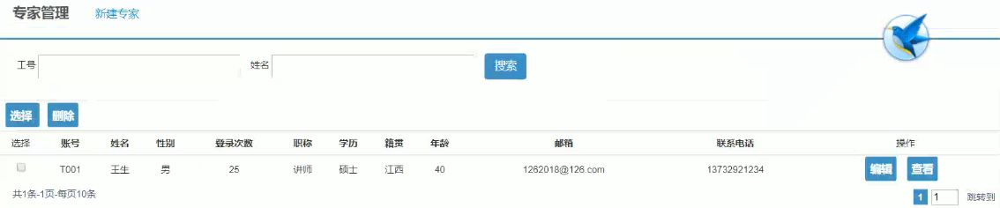 专家管理 新建专家
工号 姓名 搜索
选择 删除
选择 账号 姓名 性别 登录次数 职称 学历 籍贯 年龄 邮箱 联系电话 操作
T001 王生 男 25 讲师 硕士 江西 40 1262018@126.com 13732921234 编辑 查看
共1条-1页-每页10条 1 1 跳转到